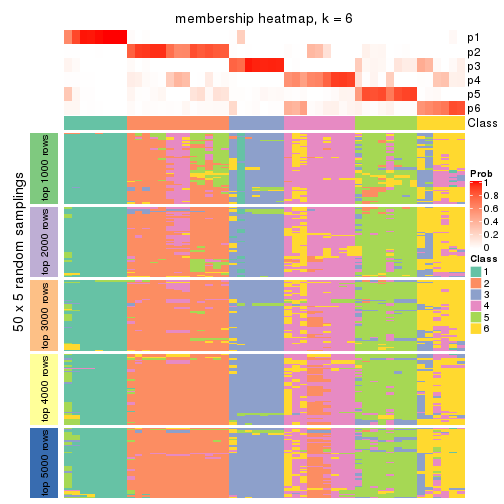 membership heatmap, k = 6
p1
p2
p3
p4
p5
p6
Class
50 x 5 random samplings
top 1000 rows
top 2000 rows
top 3000 rows
top 4000 rows
top 5000 rows
Prob
1
0.8
0.6
0.4
0.2
0
Class
1
2
3
4
5
6